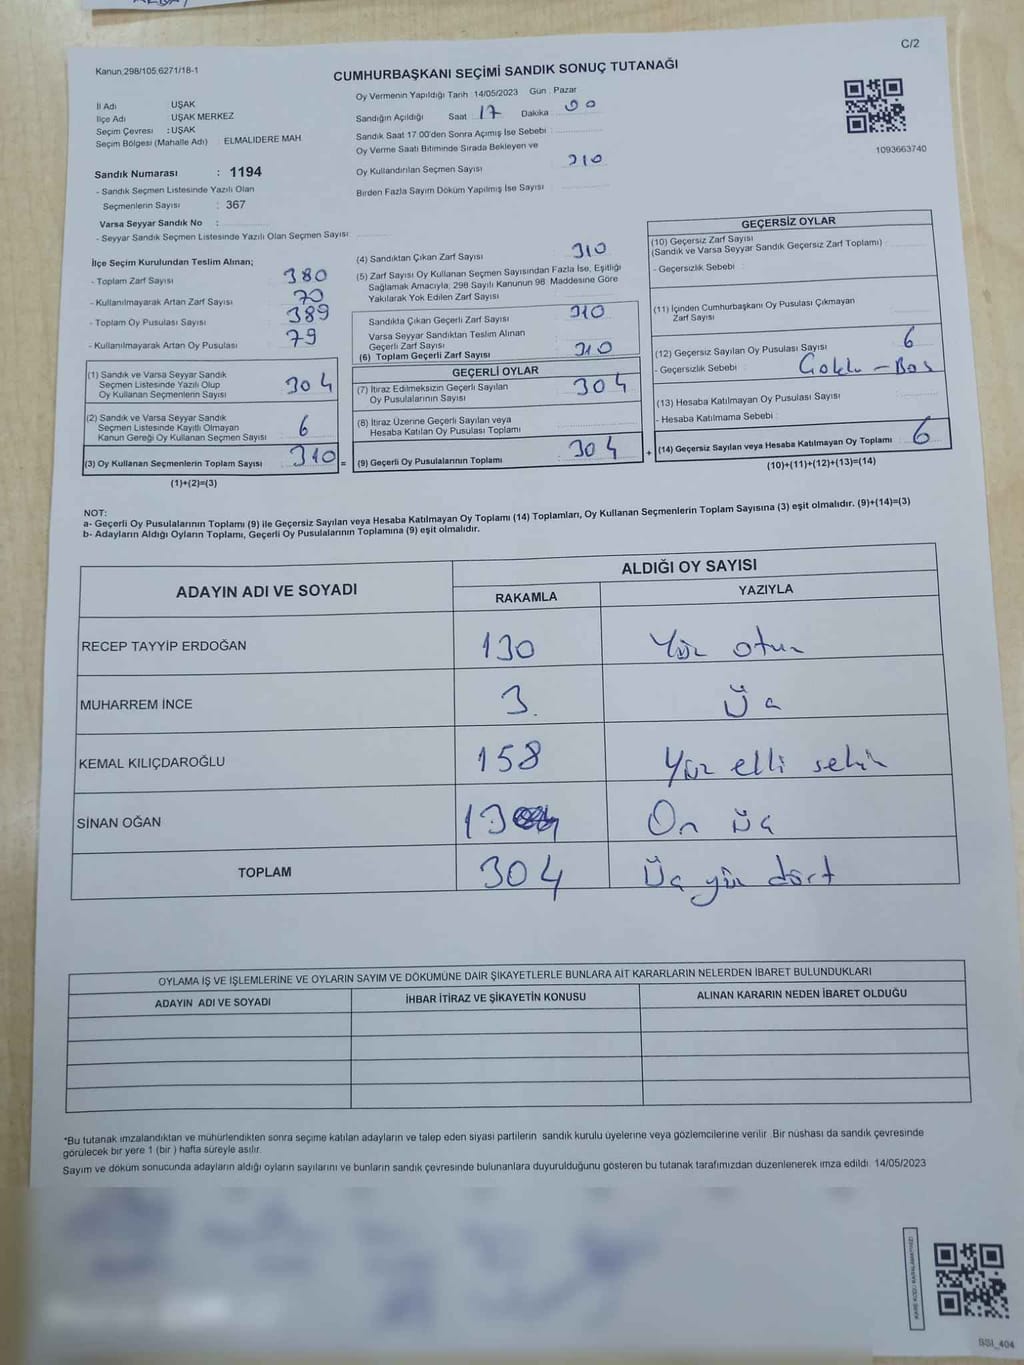 C/2
Kanun,298/105,6271/18-1
CUMHURBAŞKANI SEÇİMİ SANDIK SONUÇ TUTANAĞI
İl Adı UŞAK
İlçe Adı UŞAK MERKEZ
Seçim Çevresi : UŞAK
Seçim Bölgesi (Mahalle Adı) : ELMALIDERE MAH.
Sandık Numarası : 1194
- Sandık Seçmen Listesinde Yazılı Olan
Seçmenlerin Sayısı : 367
Varsa Seyyar Sandık No :
- Seyyar Sandık Seçmen Listesinde Yazılı Olan Seçmen Sayısı:
Oy Vermenin Yapıldığı Tarih :14/05/2023 Gün : Pazar
Sandığın Açıldığı Saat : 17 Dakika : 00
Sandık Saat 17:00'den Sonra Açımış İse Sebebi :
Oy Verme Saati Bitiminde Sırada Bekleyen ve
Oy Kullandırılan Seçmen Sayısı 310
Birden Fazla Sayım Döküm Yapılmış İse Sayısı :
1093663740
İlçe Seçim Kurulundan Teslim Alınan;
- Toplam Zarf Sayısı : 380
- Kullanılmayarak Artan Zarf Sayısı : 70
- Toplam Oy Pusulası Sayısı : 389
- Kullanılmayarak Artan Oy Pusulası : 79
(1) Sandık ve Varsa Seyyar Sandık
Seçmen Listesinde Yazılı Olup
Oy Kullanan Seçmenlerin Sayısı : 304
(2) Sandık ve Varsa Seyyar Sandık
Seçmen Listesinde Kayıtlı Olmayan
Kanun Gereği Oy Kullanan Seçmen Sayısı : 6
(3) Oy Kullanan Seçmenlerin Toplam Sayısı : 310 =
(1)+(2)=(3)
(4) Sandıktan Çıkan Zarf Sayısı : 310
(5) Zarf Sayısı Oy Kullanan Seçmen Sayısından Fazla İse, Eşitliği
Sağlamak Amacıyla, 298 Sayılı Kanunun 98. Maddesine Göre
Yakılarak Yok Edilen Zarf Sayısı :
Sandıkta Çıkan Geçerli Zarf Sayısı : 310
Varsa Seyyar Sandıktan Teslim Alınan
Geçerli Zarf Sayısı :
(6) Toplam Geçerli Zarf Sayısı : 310
GEÇERLİ OYLAR
(7) İtiraz Edilmeksizin Geçerli Sayılan
Oy Pusulalarının Sayısı : 304
(8) İtiraz Üzerine Geçerli Sayılan veya
Hesaba Katılan Oy Pusulası Toplamı :
(9) Geçerli Oy Pusulalarının Toplamı : 304 +
GEÇERSİZ OYLAR
(10) Geçersiz Zarf Sayısı
(Sandık ve Varsa Seyyar Sandık Geçersiz Zarf Toplamı) :
- Geçersizlik Sebebi :
(11) İçinden Cumhurbaşkanı Oy Pusulası Çıkmayan
Zarf Sayısı :
(12) Geçersiz Sayılan Oy Pusulası Sayısı : 6
- Geçersizlik Sebebi : - Boş
(13) Hesaba Katılmayan Oy Pusulası Sayısı :
- Hesaba Katılmama Sebebi :
(14) Geçersiz Sayılan veya Hesaba Katılmayan Oy Toplamı : 6
(10)+(11)+(12)+(13)=(14)
NOT:
a- Geçerli Oy Pusulalarının Toplamı (9) ile Geçersiz Sayılan veya Hesaba Katılmayan Oy Toplamı (14) Toplamları, Oy Kullanan Seçmenlerin Toplam Sayısına (3) eşit olmalıdır. (9)+(14)=(3)
b- Adayların Aldığı Oyların Toplamı, Geçerli Oy Pusulalarının Toplamına (9) eşit olmalıdır.
ADAYIN ADI VE SOYADI ALDIĞI OY SAYISI
RAKAMLA YAZIYLA
RECEP TAYYİP ERDOĞAN 130 Yüz otuz
MUHARREM İNCE 3 Üç
KEMAL KILIÇDAROĞLU 158 Yüz elli sekiz
SİNAN OĞAN 13 On üç
TOPLAM 304 Üç yüz dört
OYLAMA İŞ VE İŞLEMLERİNE VE OYLARIN SAYIM VE DÖKÜMÜNE DAİR ŞİKAYETLERLE BUNLARA AİT KARARLARIN NELERDEN İBARET BULUNDUKLARI
ADAYIN ADI VE SOYADI İHBAR İTİRAZ VE ŞİKAYETİN KONUSU ALINAN KARARIN NEDEN İBARET OLDUĞU
*Bu tutanak imzalandıktan ve mühürlendikten sonra seçime katılan adayların ve talep eden siyasi partilerin sandık kurulu üyelerine veya gözlemcilerine verilir. Bir nüshası da sandık çevresinde
görülecek bir yere 1 (bir ) hafta süreyle asılır.
Sayım ve döküm sonucunda adayların aldığı oyların sayılarını ve bunların sandık çevresinde bulunanlara duyurulduğunu gösteren bu tutanak tarafımızdan düzenlenerek imza edildi. 14/05/2023
KARE KODU KARALAMAYINIZ!
SSI_404